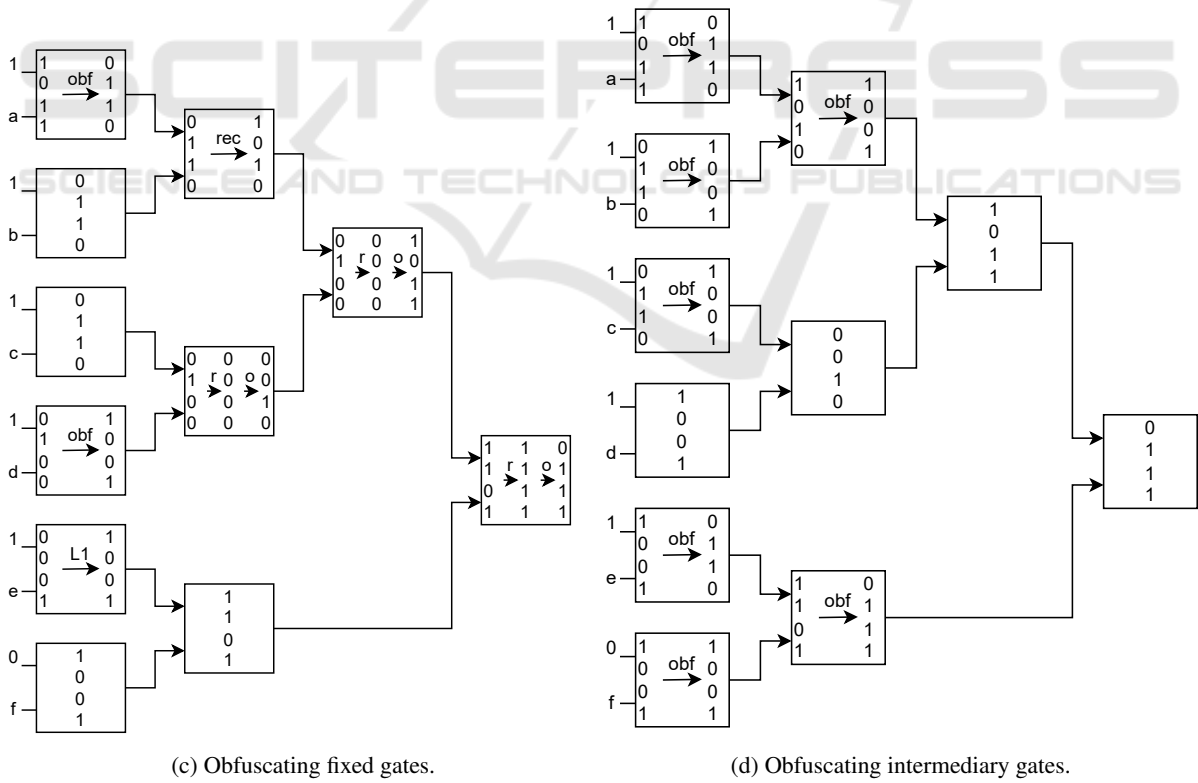 SCITEPRESS
SCIENCE AND TECHNOLOGY PUBLICATIONS
1
a
1 0
0 obf 1
1 1
1 0
1
b
0
1
1
0
0 1
1 rec 0
1 1
0 0
1
c
0
1
1
0
1
d
0 1
1 obf 0
0 0
0 1
0 0 0
1 r 0 o 0
0 0 1
0 0 0
0 0 1
1 r 0 o 0
0 0 1
0 0 1
1
e
0 1
0 L1 0
0 0
1 1
0
f
1
0
0
1
1
1
0
1
1 1 0
1 r 1 o 1
0 1 1
1 1 1
(c) Obfuscating fixed gates.
1
a
1 0
0 obf 1
1 1
1 0
1
b
0 1
1 obf 0
1 0
0 1
1 1
0 obf 0
1 0
0 1
1
c
0 1
1 obf 0
1 0
0 1
1
d
1
0
0
1
0
0
1
0
1
0
1
1
1
e
1 0
0 obf 1
0 1
1 0
0
f
1 1
0 obf 0
0 0
1 1
1 0
1 obf 1
0 1
1 1
0
1
1
1
(d) Obfuscating intermediary gates.